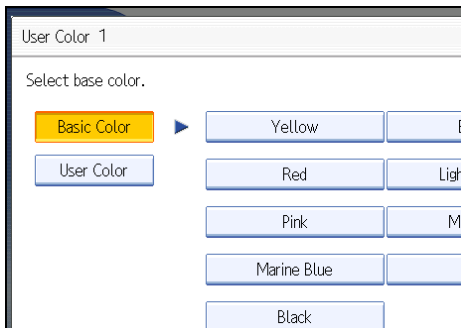 User Color 1
Select base color.
Basic Color
Yellow
User Color
Red
Pink
Marine Blue
Black